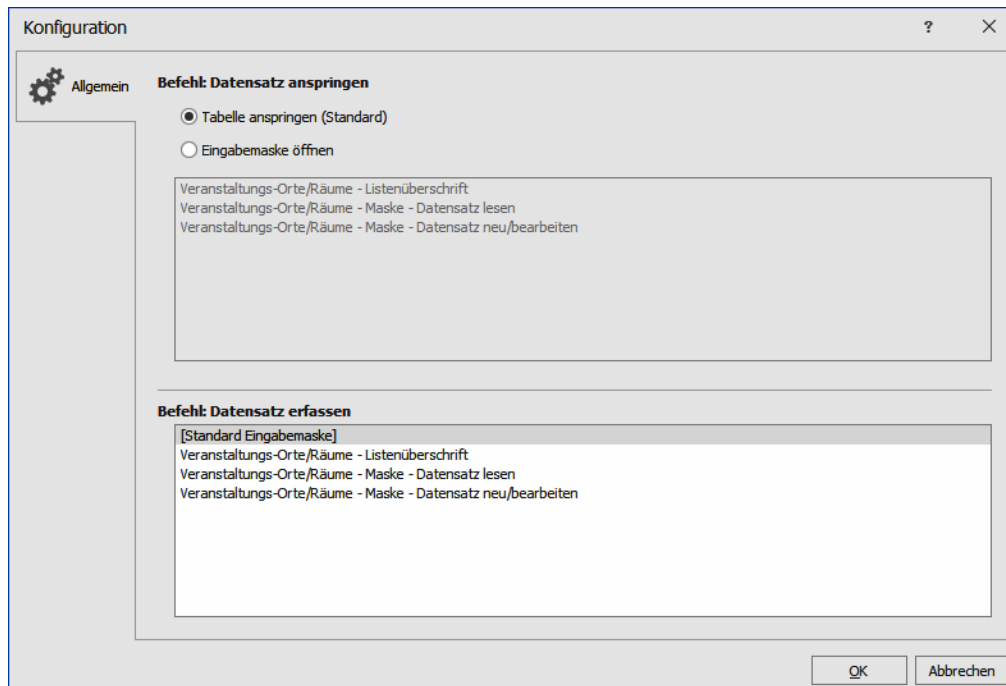 Konfiguration
?
Allgemein
Befehl: Datensatz anspringen
Tabelle anspringen (Standard)
Eingabemaske öffnen
Veranstaltungs-Orte/Räume - Listenüberschrift
Veranstaltungs-Orte/Räume - Maske - Datensatz lesen
Veranstaltungs-Orte/Räume - Maske - Datensatz neu/bearbeiten
Befehl: Datensatz erfassen
[Standard Eingabemaske]
Veranstaltungs-Orte/Räume - Listenüberschrift
Veranstaltungs-Orte/Räume - Maske - Datensatz lesen
Veranstaltungs-Orte/Räume - Maske - Datensatz neu/bearbeiten
OK
Abbrechen